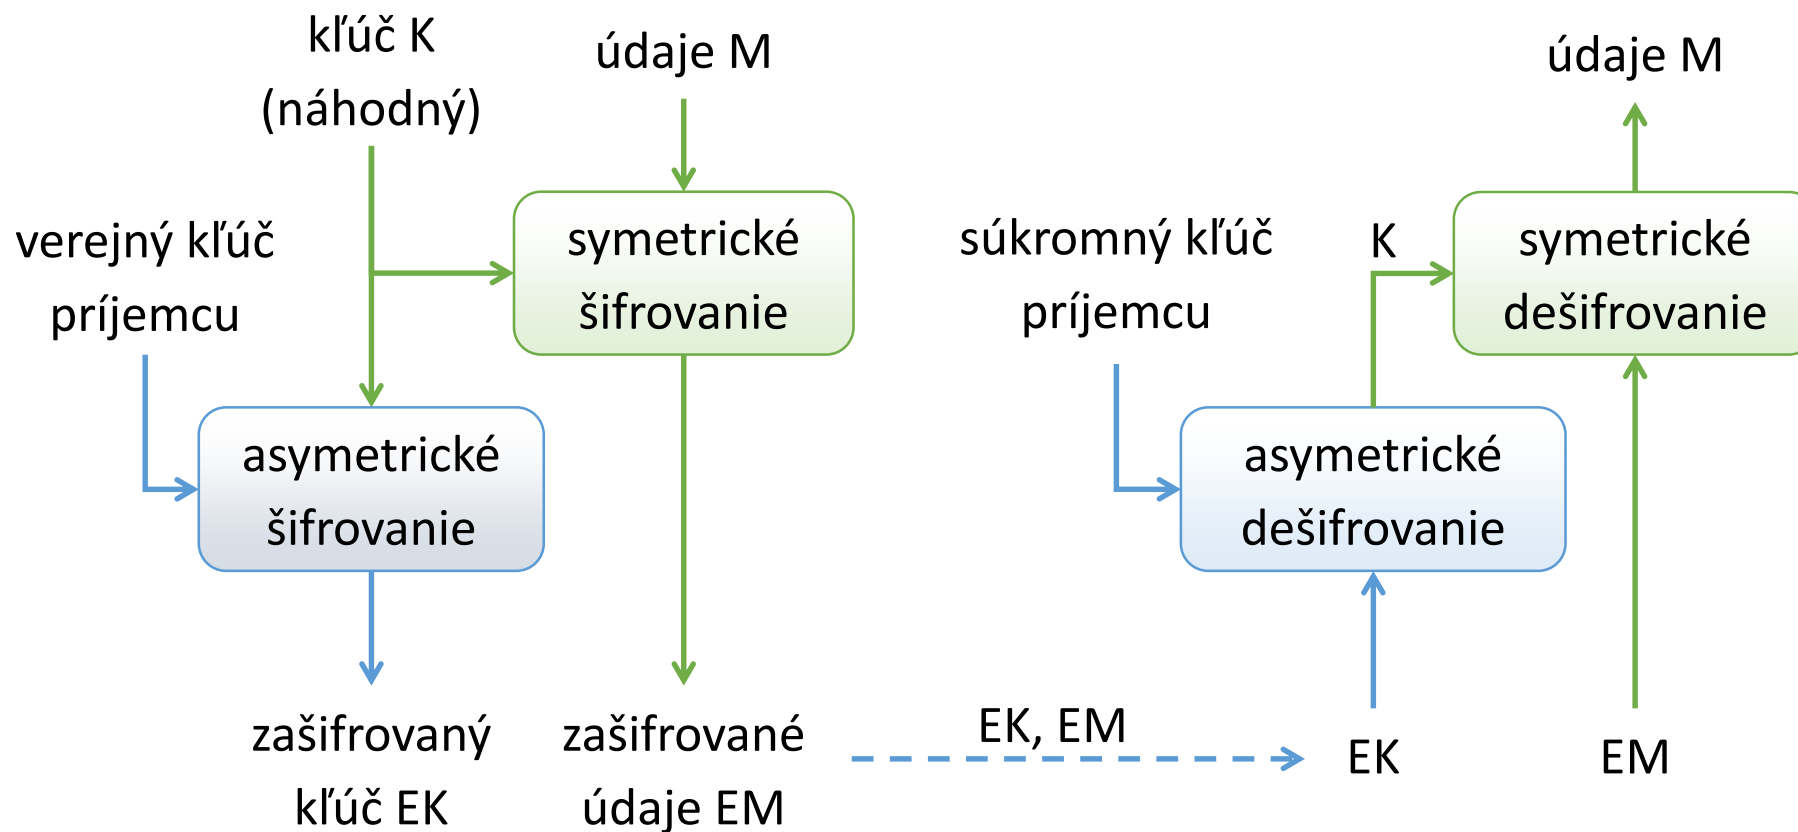 kľúč K
(náhodný)
údaje M
verejný kľúč
príjemcu
symetrické
šifrovanie
asymetrické
šifrovanie
zašifrovaný
kľúč EK
zašifrované
údaje EM
EK, EM
údaje M
súkromný kľúč
príjemcu
K
symetrické
dešifrovanie
asymetrické
dešifrovanie
EK
EM